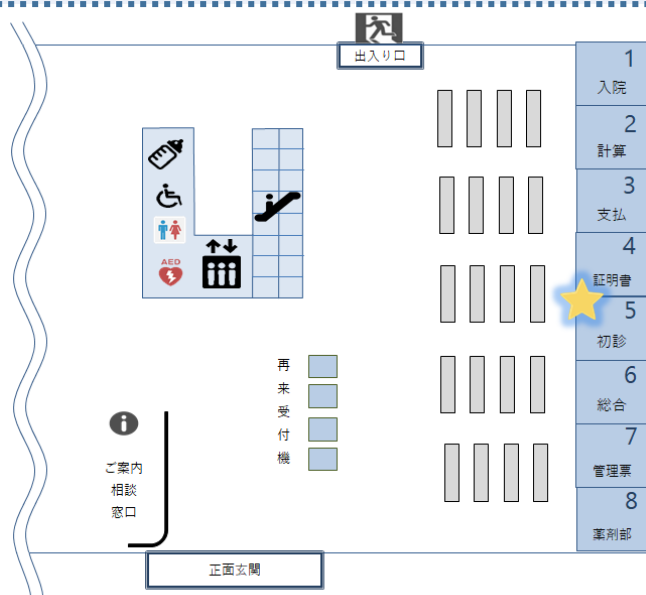 出入り口
1
入院
2
計算
3
支払
4
証明書
5
初診
6
総合
7
管理票
8
薬剤部
AED
再来受付機
ご案内
相談
窓口
正面玄関